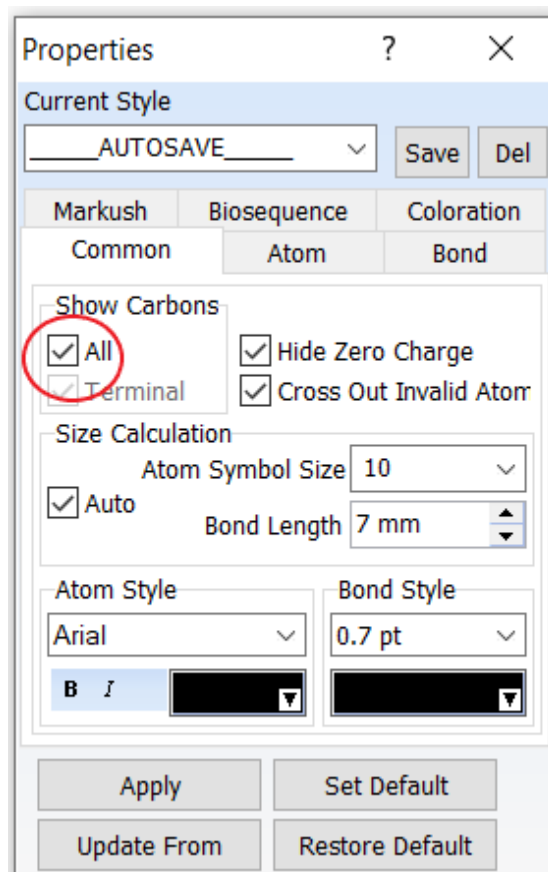 Properties ?
Current Style
_____AUTOSAVE_____ Save Del
Markush Biosequence Coloration
Common Atom Bond
Show Carbons
All Hide Zero Charge
Terminal Cross Out Invalid Atom
Size Calculation
Atom Symbol Size 10
Auto
Bond Length 7 mm
Atom Style Bond Style
Arial 0.7 pt
B I
Apply Set Default
Update From Restore Default